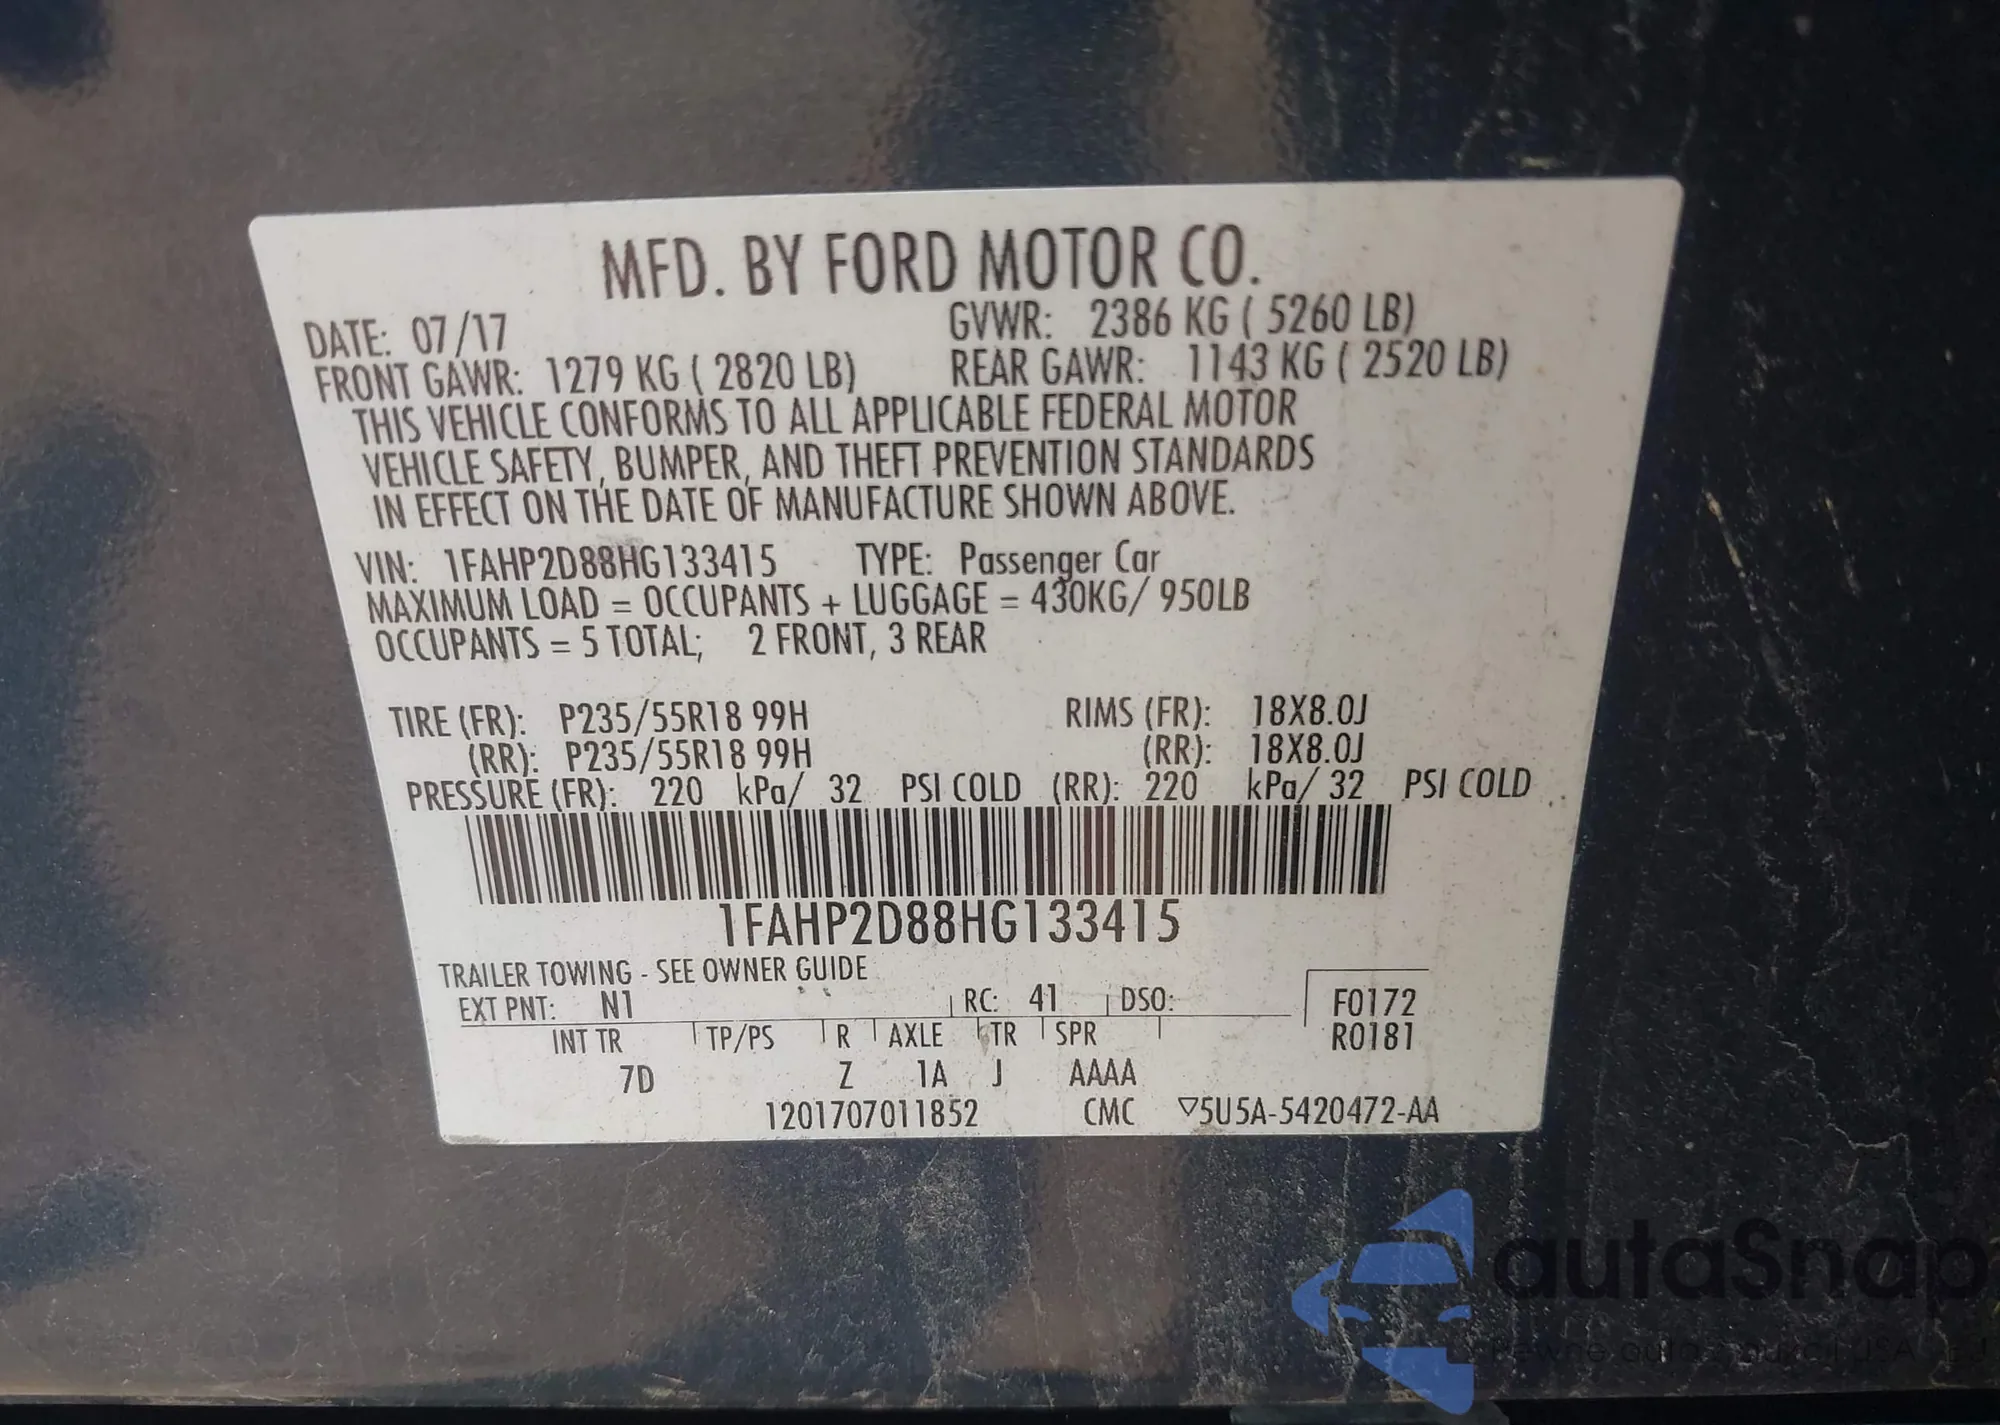 MFD. BY FORD MOTOR CO.
DATE: 07/17 GVWR: 2386 KG ( 5260 LB)
FRONT GAWR: 1279 KG ( 2820 LB) REAR GAWR: 1143 KG ( 2520 LB)
THIS VEHICLE CONFORMS TO ALL APPLICABLE FEDERAL MOTOR
VEHICLE SAFETY, BUMPER, AND THEFT PREVENTION STANDARDS
IN EFFECT ON THE DATE OF MANUFACTURE SHOWN ABOVE.
VIN: 1FAHP2D88HG133415 TYPE: Passenger Car
MAXIMUM LOAD = OCCUPANTS + LUGGAGE = 430KG/ 950LB
OCCUPANTS = 5 TOTAL; 2 FRONT, 3 REAR
TIRE (FR): P235/55R18 99H RIMS (FR): 18X8.0J
(RR): P235/55R18 99H (RR): 18X8.0J
PRESSURE (FR): 220 kPa/ 32 PSI COLD (RR): 220 kPa/ 32 PSI COLD
1FAHP2D88HG133415
TRAILER TOWING - SEE OWNER GUIDE
EXT PNT: N1 RC: 41 DSO: F0172
INT TR TP/PS R AXLE TR SPR R0181
7D Z 1A J AAAA
1201707011852 CMC ▽5U5A-5420472-AA
autaSnap
auta z USA